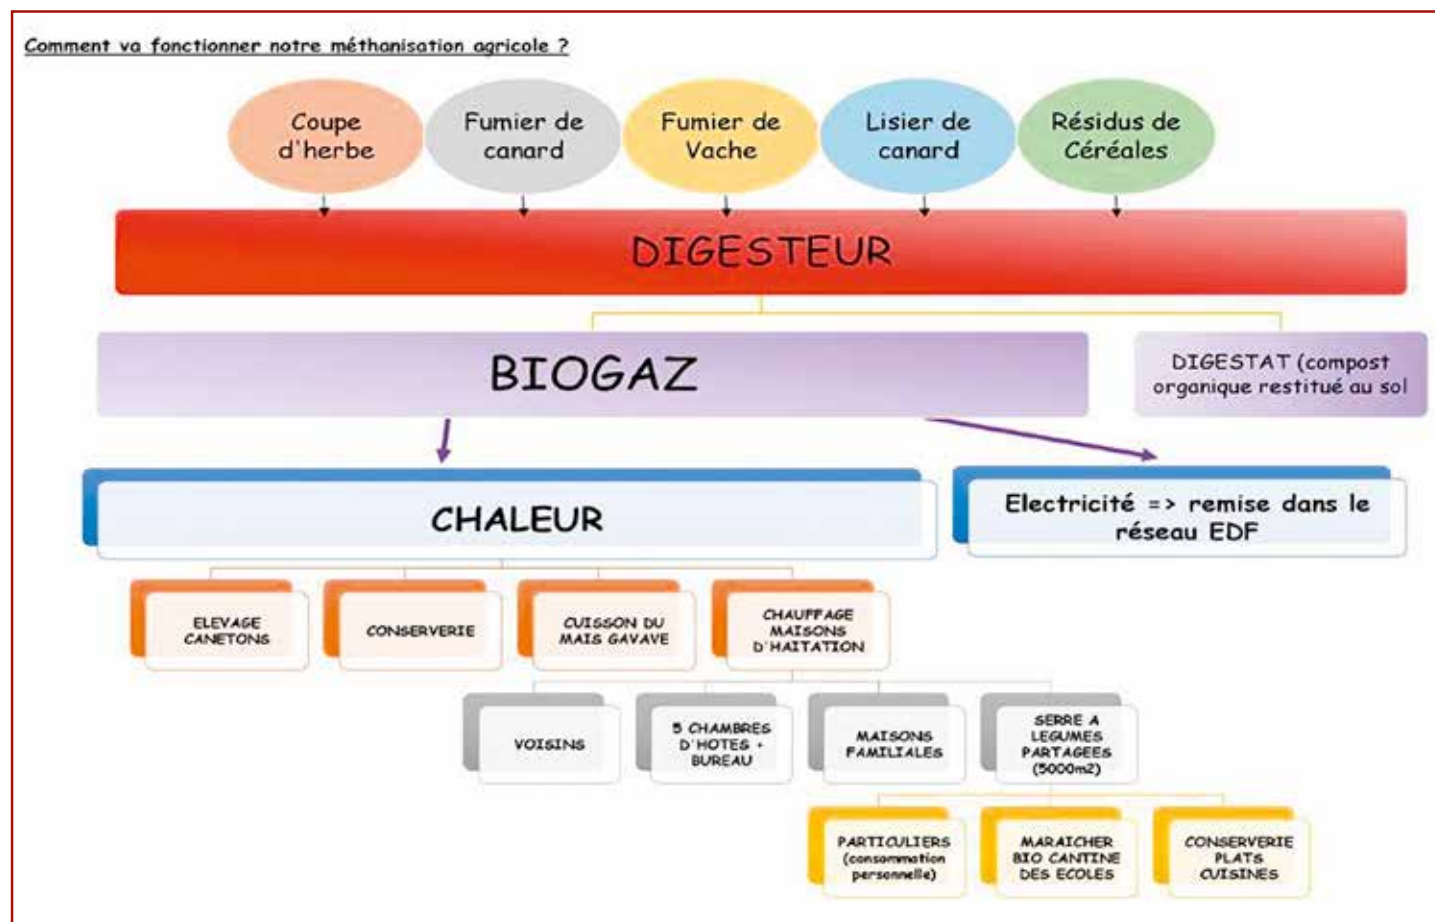 Comment va fonctionner notre méthanisation agricole ?
Coupe
d'herbe
Fumier de
canard
Fumier de
Vache
Lisier de
canard
Résidus de
Céréales
DIGESTEUR
BIOGAZ
DIGESTAT (compost
organique restitué au sol
CHALEUR
Electricité => remise dans le
réseau EDF
ELEVAGE
CANETONS
CONSERVERIE
CUISSON DU
MAIS GAVAVE
CHAUFFAGE
MAISONS
D'HAITATION
VOISINS
5 CHAMBRES
D'HOTES +
BUREAU
MAISONS
FAMILIALES
SERRE A
LEGUMES
PARTAGEES
(5000m2)
PARTICULIERS
(consommation
personnelle)
MARAICHER
BIO CANTINE
DES ECOLES
CONSERVERIE
PLATS
CUISINES